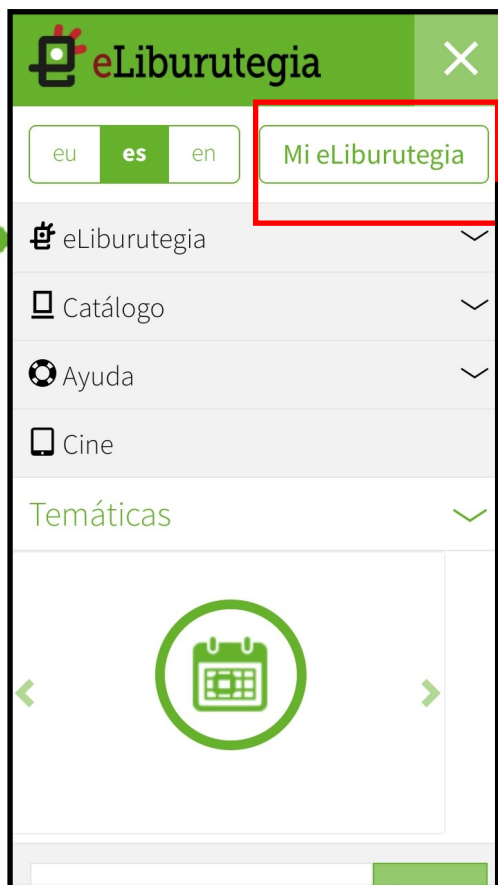 eLiburutegia
eu es en Mi eLiburutegia
eLiburutegia
Catálogo
Ayuda
Cine
Temáticas